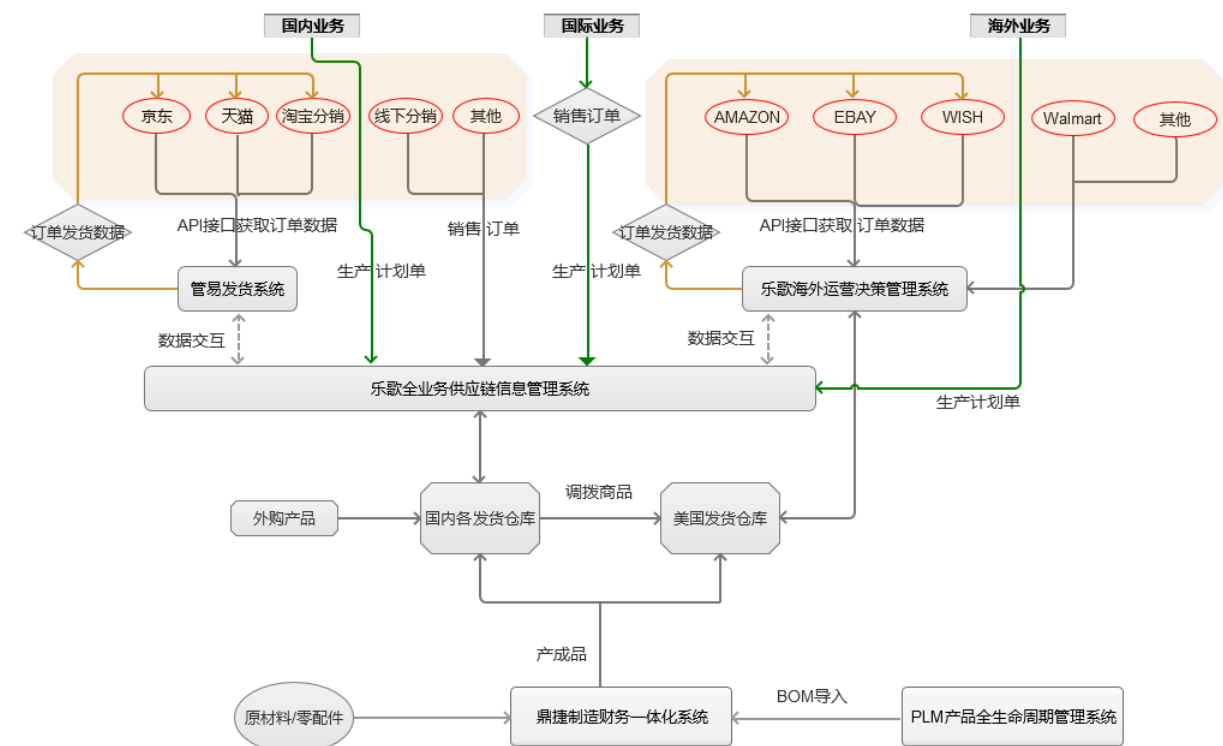 国内业务
国际业务
海外业务
京东
天猫
淘宝分销
线下分销
其他
销售订单
AMAZON
EBAY
WISH
Walmart
其他
订单发货数据
API接口获取订单数据
销售 订单
订单发货数据
API接口获取 订单数据
生产 计划单
生产 计划单
管易发货系统
乐歌海外运营决策管理系统
数据交互
数据交互
乐歌全业务供应链信息管理系统
生产计划单
调拨商品
外购产品
国内各发货仓库
美国发货仓库
产成品
BOM导入
原材料/零配件
鼎捷制造财务一体化系统
PLM产品全生命周期管理系统